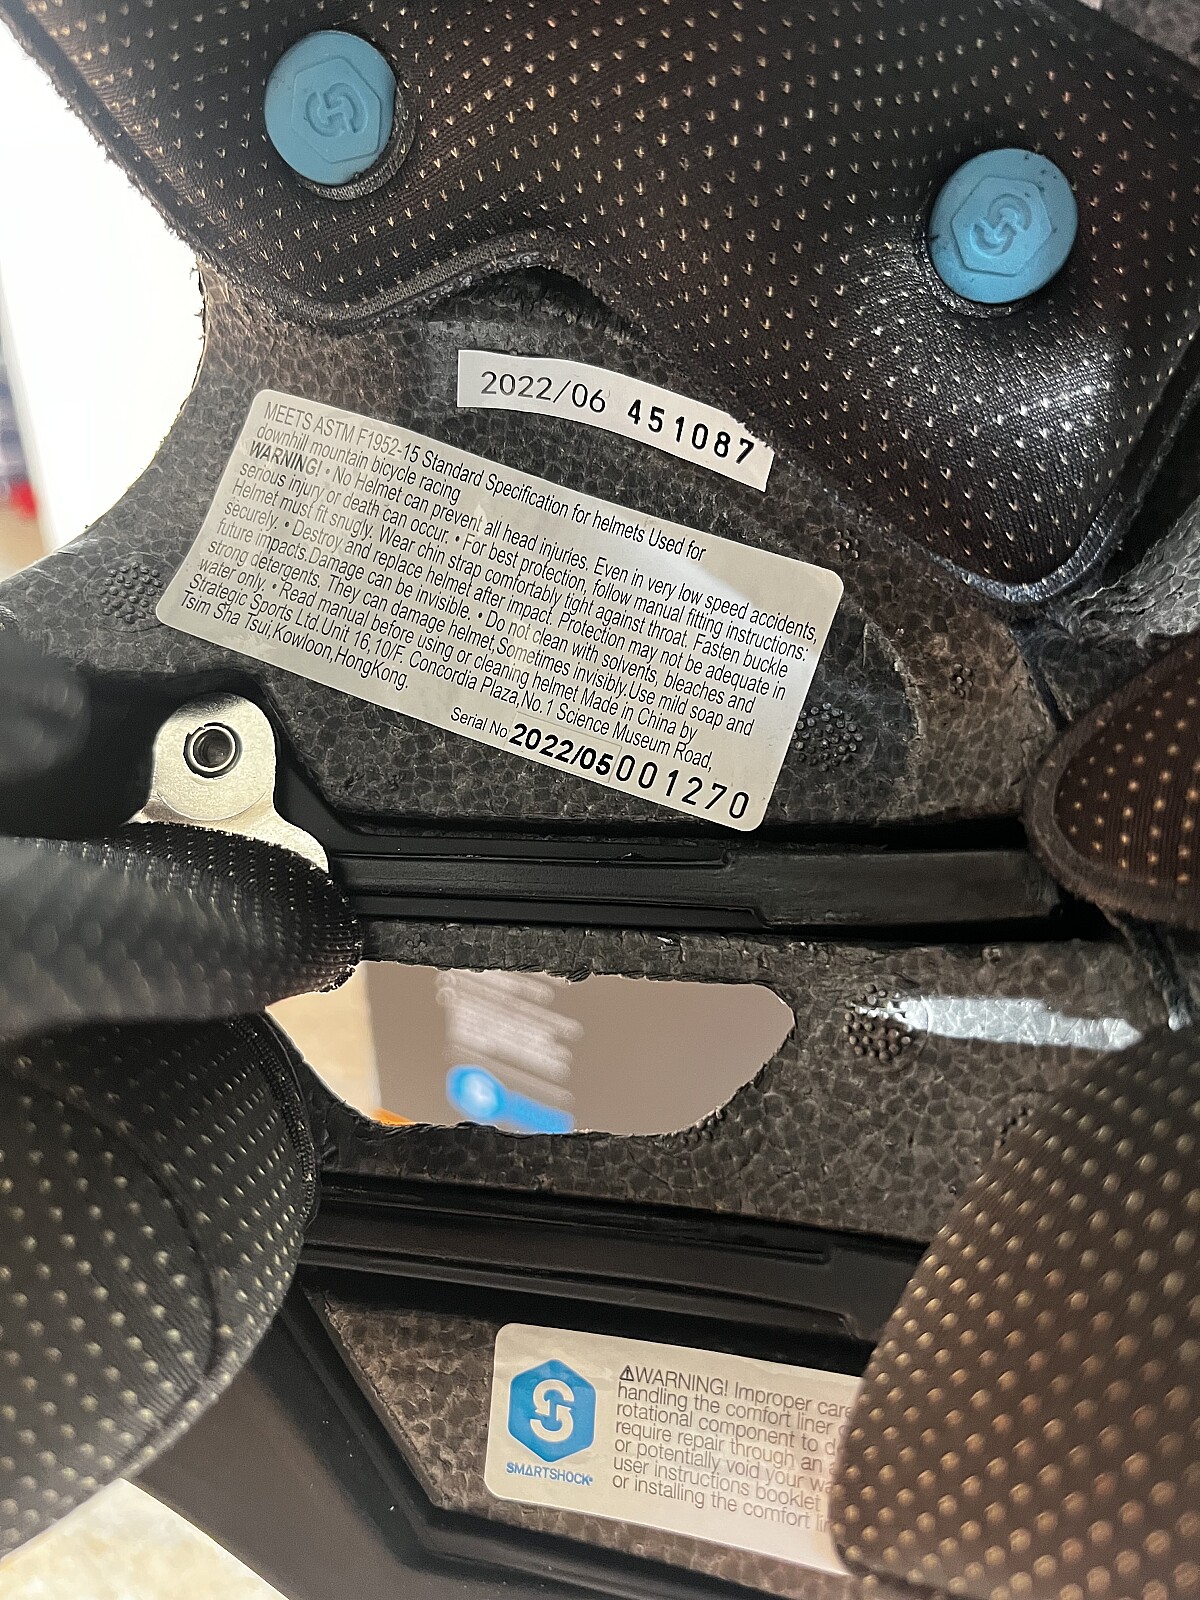 2022/06 451087
MEETS ASTM F1952-15 Standard Specification for helmets Used for
downhill mountain bicycle racing
WARNING! • No Helmet can prevent all head injuries. Even in very low speed accidents,
serious injury or death can occur. • For best protection, follow manual fitting instructions:
Helmet must fit snugly. Wear chin strap comfortably tight against throat. Fasten buckle
securely. • Destroy and replace helmet after impact. Protection may not be adequate in
future impacts.Damage can be invisible. • Do not clean with solvents, bleaches and
strong detergents. They can damage helmet,Sometimes invisibly.Use mild soap and
water only. • Read manual before using or cleaning helmet Made in China by
Strategic Sports Ltd.Unit 16,10/F. Concordia Plaza,No.1 Science Museum Road,
Tsim Sha Tsui,Kowloon,HongKong.
Serial No 2022/05001270
SMARTSHOCK
⚠WARNING! Improper care
handling the comfort liner
rotational component to
require repair through an
or potentially void your
user instructions booklet
or installing the comfort